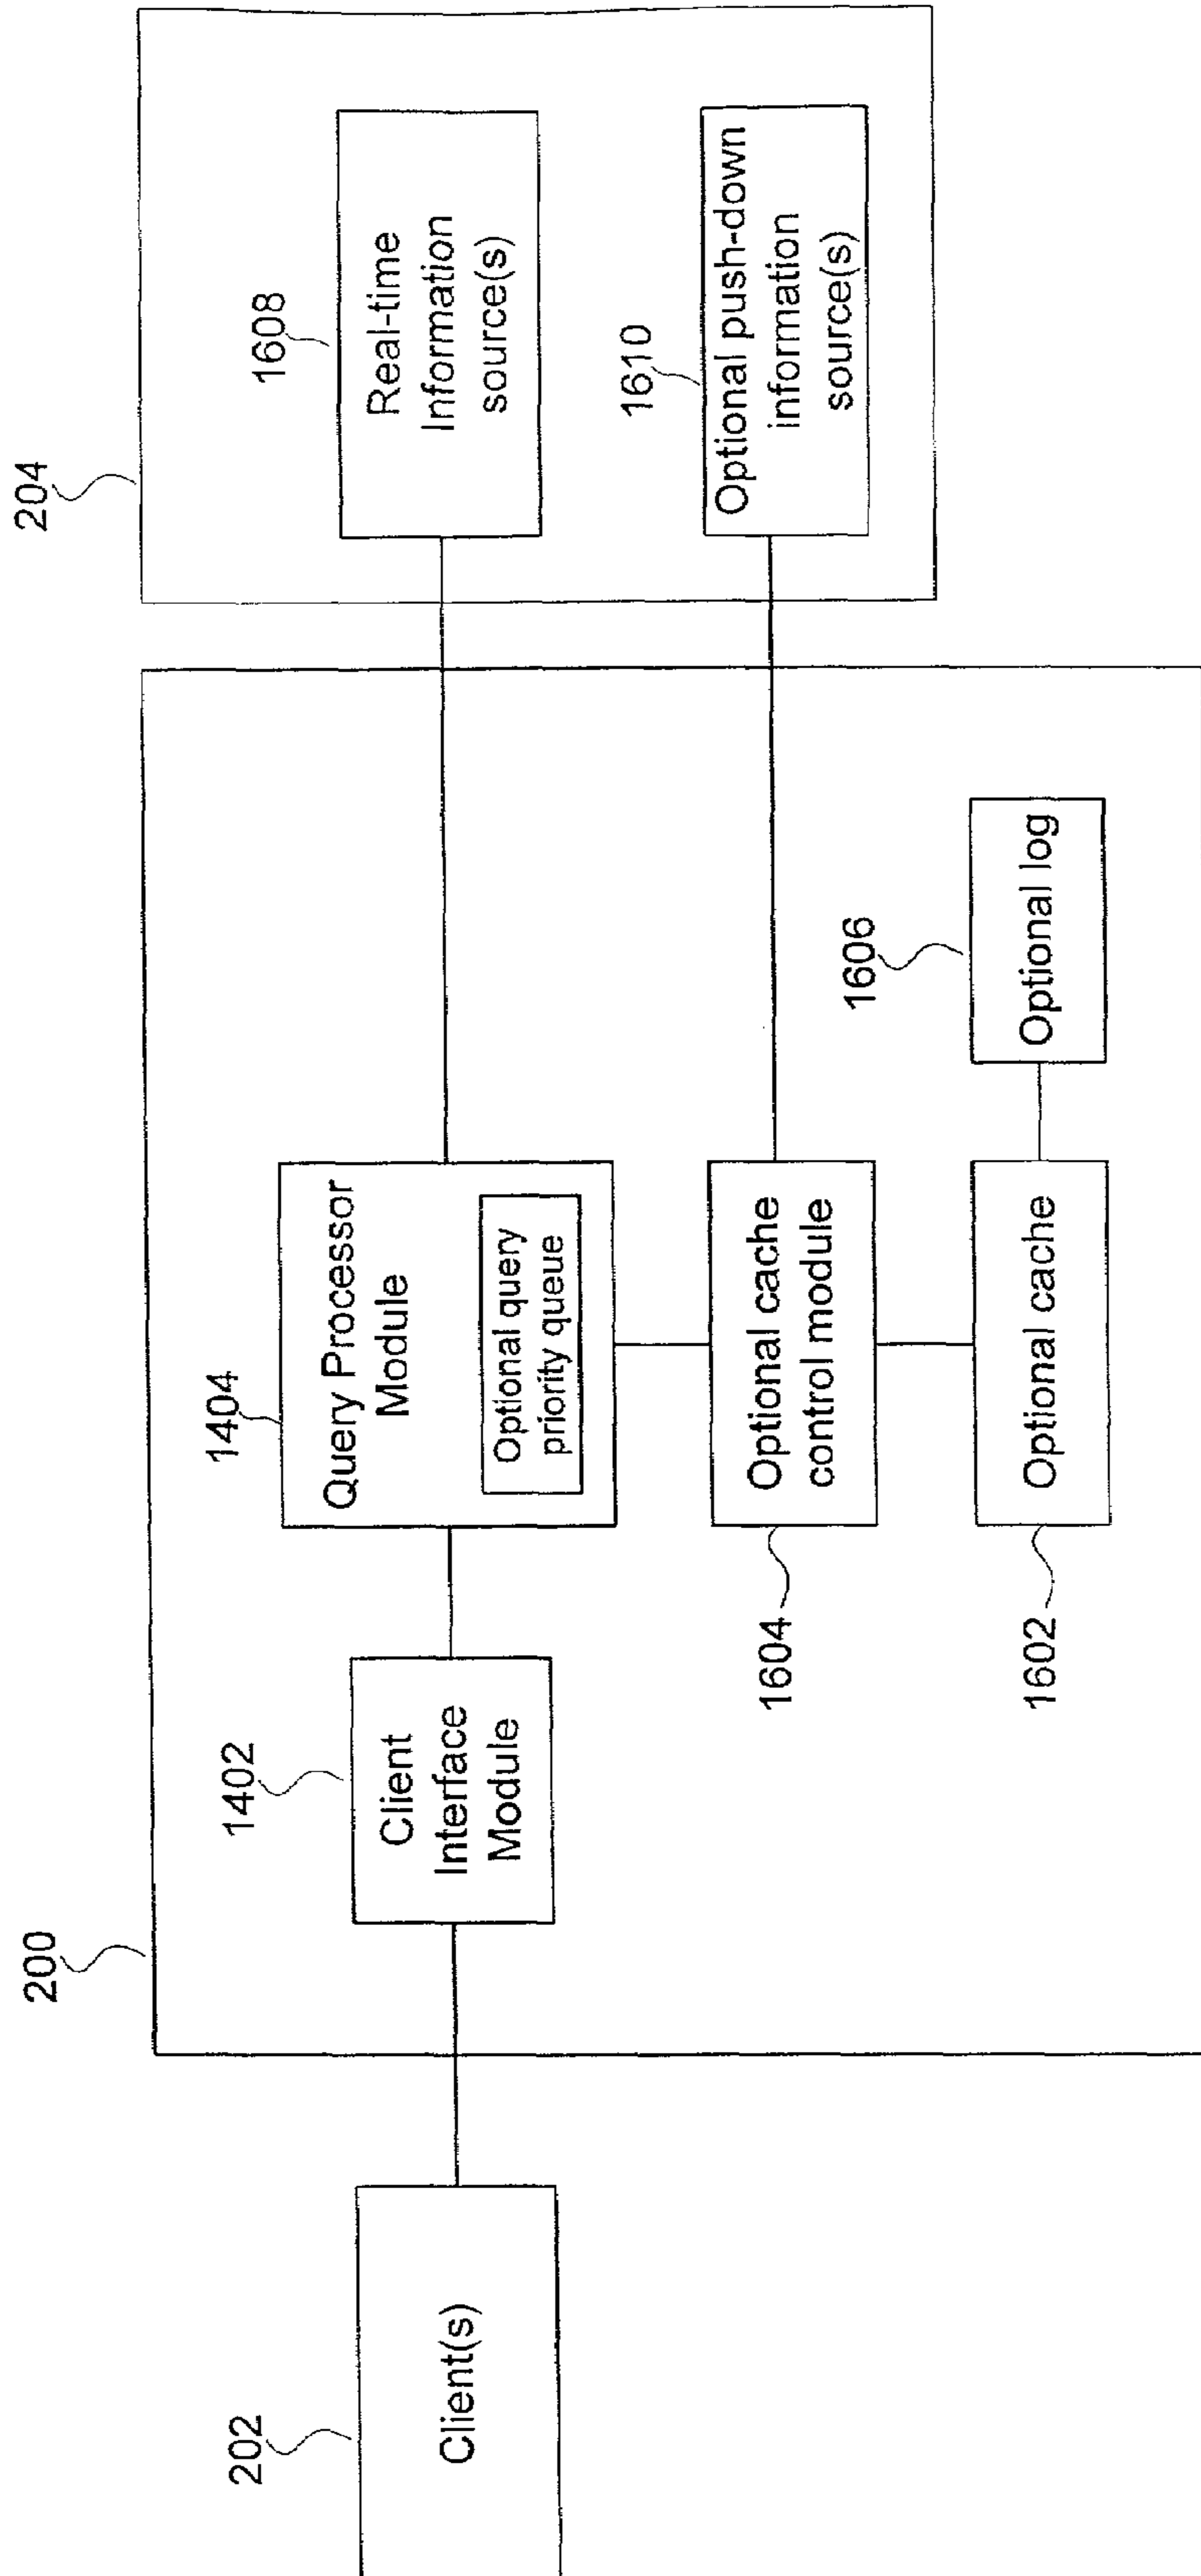 204
1608
Real-time
Information
source(s)
1610
Optional push-down
information
source(s)
200
1404
Query Processor
Module
Optional query
priority queue
1402
Client
Interface
Module
1604
Optional cache
control module
1606
Optional log
1602
Optional cache
202
Client(s)